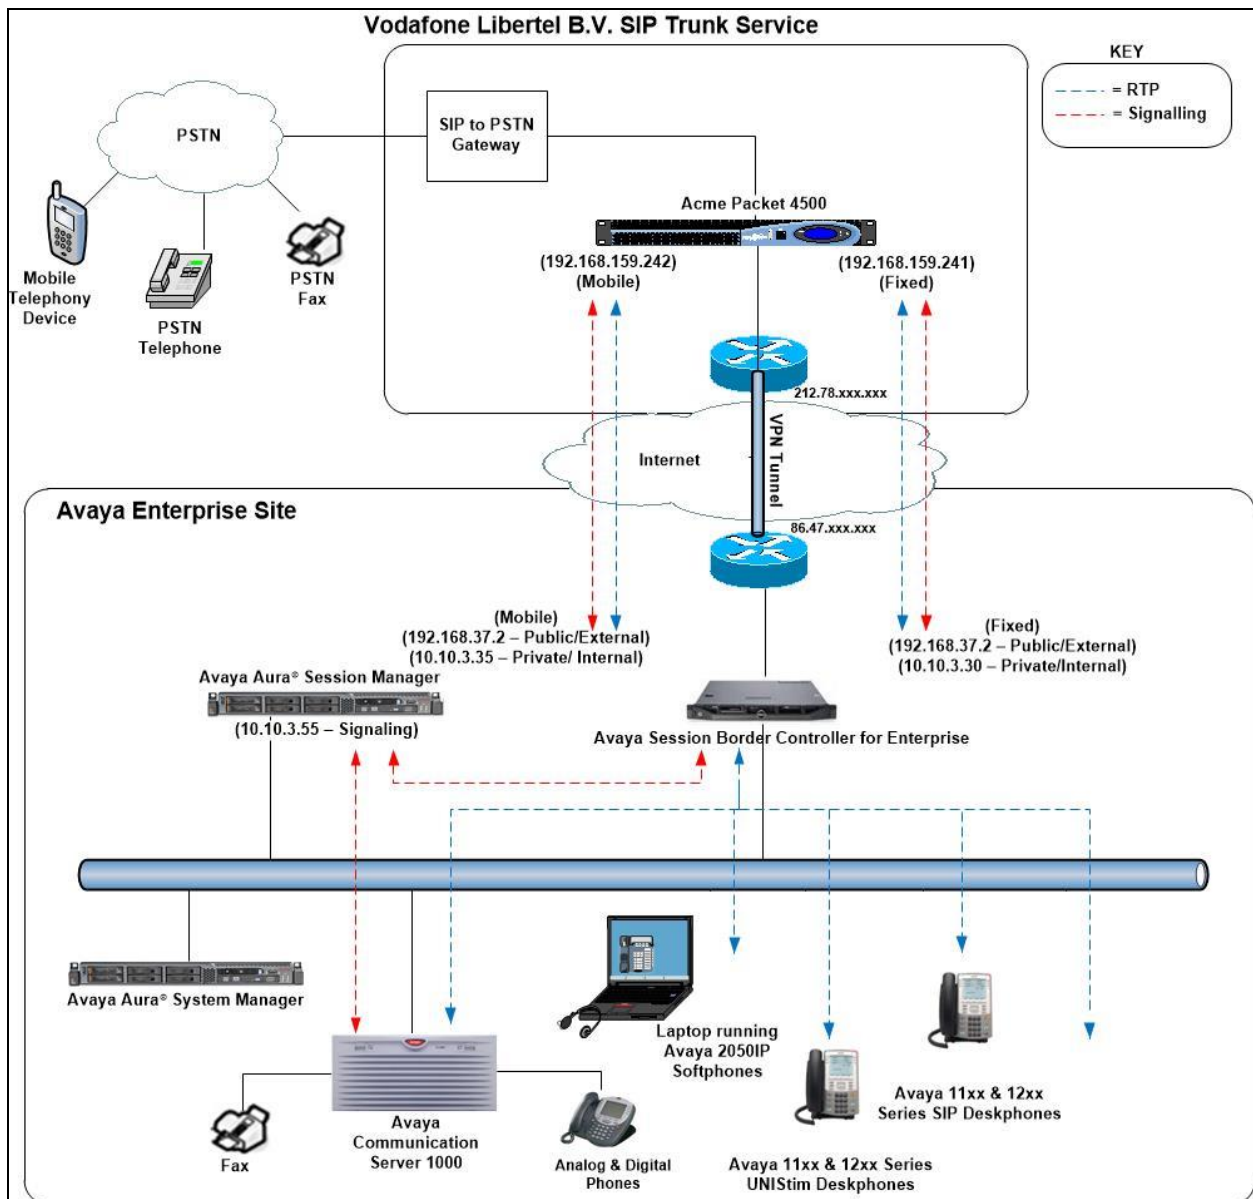 Vodafone Libertel B.V. SIP Trunk Service
KEY
= RTP
= Signalling
PSTN
SIP to PSTN
Gateway
Acme Packet 4500
(192.168.159.242)
(Mobile)
(192.168.159.241)
(Fixed)
Mobile
Telephony
Device
PSTN
Telephone
PSTN
Fax
212.78.xxx.xxx
Internet
VPN Tunnel
86.47.xxx.xxx
Avaya Enterprise Site
(Mobile)
(192.168.37.2 – Public/External)
(10.10.3.35 – Private/ Internal)
(Fixed)
(192.168.37.2 – Public/External)
(10.10.3.30 – Private/Internal)
Avaya Aura® Session Manager
(10.10.3.55 – Signaling)
Avaya Session Border Controller for Enterprise
Avaya Aura® System Manager
Laptop running
Avaya 2050IP
Softphones
Avaya 11xx & 12xx
Series SIP Deskphones
Fax
Avaya
Communication
Server 1000
Analog & Digital
Phones
Avaya 11xx & 12xx Series
UNIStim Deskphones